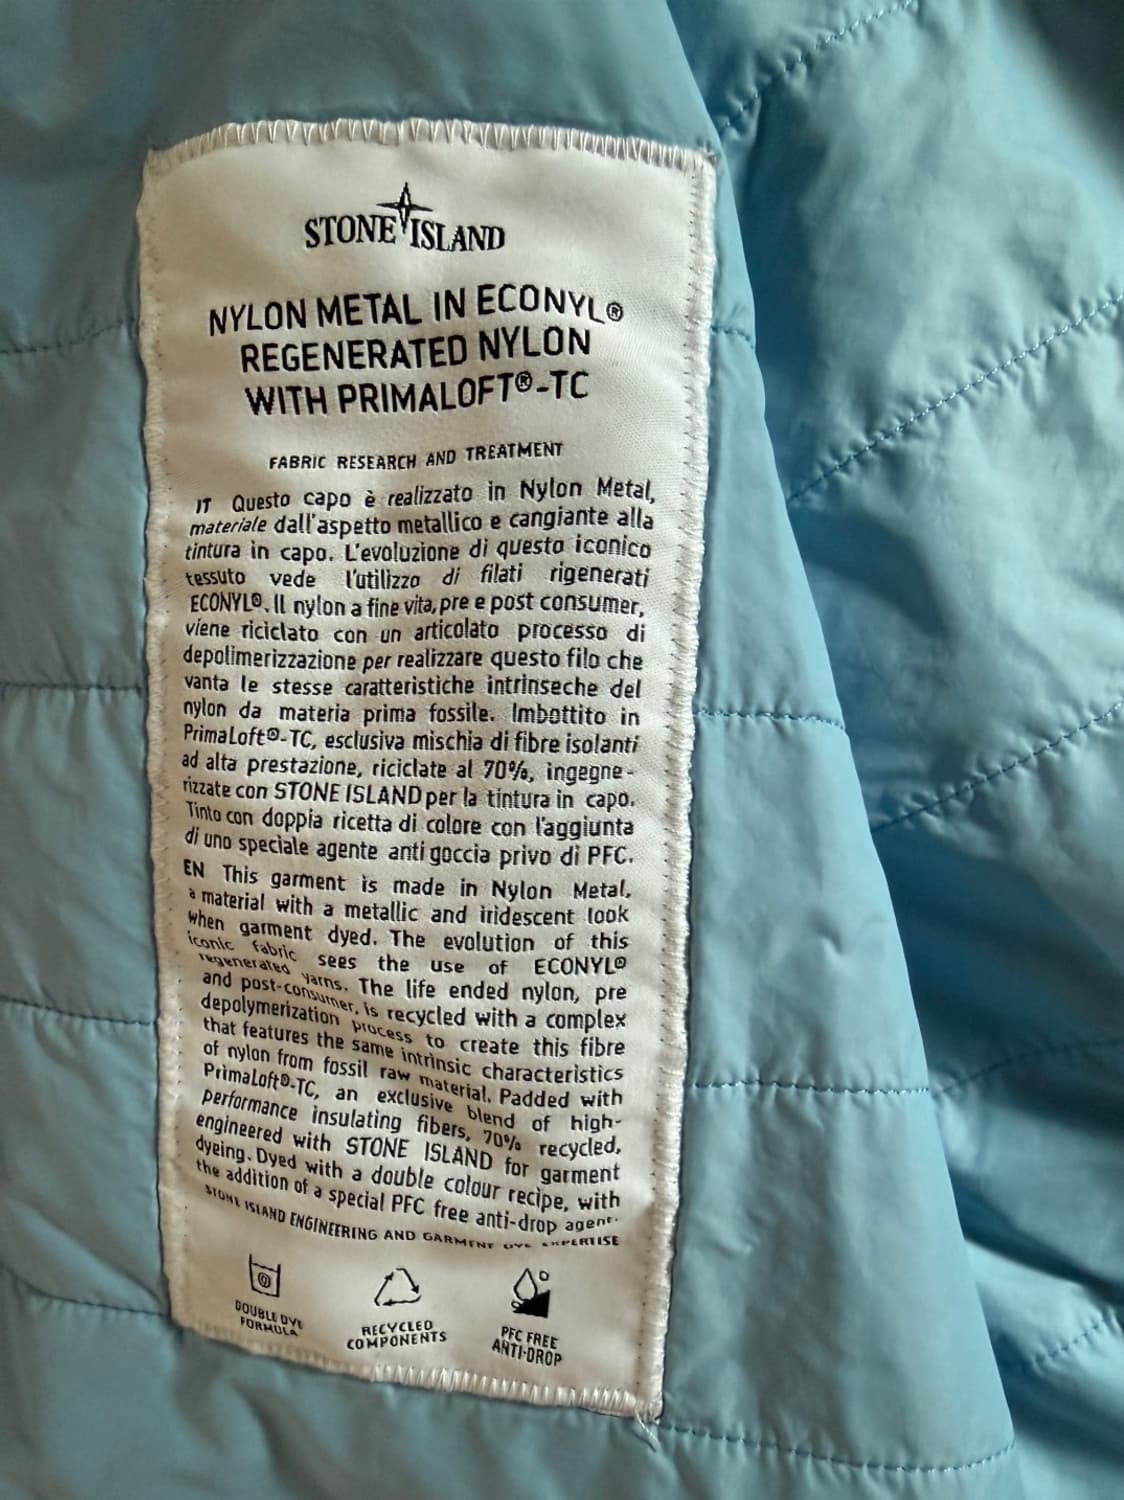 STONE ISLAND
NYLON METAL IN ECONYL®
REGENERATED NYLON
WITH PRIMALOFT®-TC
FABRIC RESEARCH AND TREATMENT
IT Questo capo è realizzato in Nylon Metal,
materiale dall'aspetto metallico e cangiante alla
tintura in capo. L'evoluzione di questo iconico
tessuto vede l'utilizzo di filati rigenerati
ECONYL®. Il nylon a fine vita, pre e post consumer,
viene riciclato con un articolato processo di
depolimerizzazione per realizzare questo filo che
vanta le stesse caratteristiche intrinseche del
nylon da materia prima fossile. Imbottito in
PrimaLoft®-TC, esclusiva mischia di fibre isolanti
ad alta prestazione, riciclate al 70%, ingegne-
rizzate con STONE ISLAND per la tintura in capo.
Tinto con doppia ricetta di colore con l'aggiunta
di uno speciale agente anti goccia privo di PFC.
EN This garment is made in Nylon Metal,
a material with a metallic and iridescent look
when garment dyed. The evolution of this
iconic fabric sees the use of ECONYL®
regenerated yarns. The life ended nylon, pre
and post-consumer, is recycled with a complex
depolymerization process to create this fibre
that features the same intrinsic characteristics
of nylon from fossil raw material. Padded with
PrimaLoft®-TC, an exclusive blend of high-
performance insulating fibers, 70% recycled,
engineered with STONE ISLAND for garment
dyeing. Dyed with a double colour recipe, with
the addition of a special PFC free anti-drop agent.
STONE ISLAND ENGINEERING AND GARMENT DYE EXPERTISE
DOUBLE DYE
FORMULA
RECYCLED
COMPONENTS
PFC FREE
ANTI-DROP